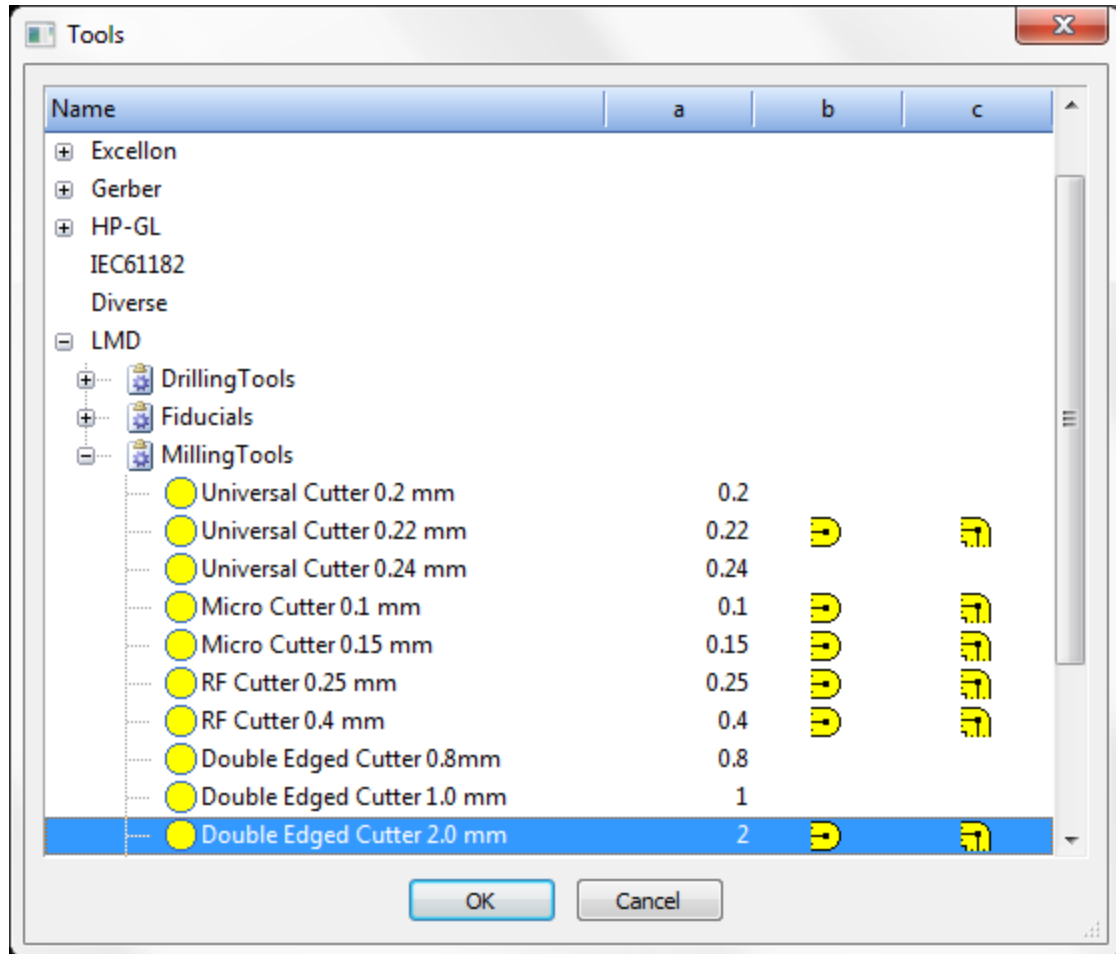 Tools
Name a b c
Excellon
Gerber
HP-GL
IEC61182
Diverse
LMD
DrillingTools
Fiducials
MillingTools
Universal Cutter 0.2 mm 0.2
Universal Cutter 0.22 mm 0.22
Universal Cutter 0.24 mm 0.24
Micro Cutter 0.1 mm 0.1
Micro Cutter 0.15 mm 0.15
RF Cutter 0.25 mm 0.25
RF Cutter 0.4 mm 0.4
Double Edged Cutter 0.8mm 0.8
Double Edged Cutter 1.0 mm 1
Double Edged Cutter 2.0 mm 2
OK Cancel